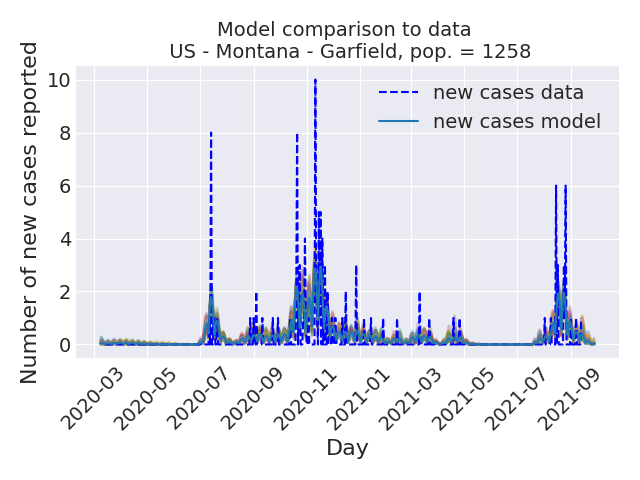 Model comparison to data
US - Montana - Garfield, pop. = 1258
Number of new cases reported
10
8
6
4
2
0
new cases data
new cases model
2020-03
2020-05
2020-07
2020-09
2020-11
2021-01
2021-03
2021-05
2021-07
2021-09
Day